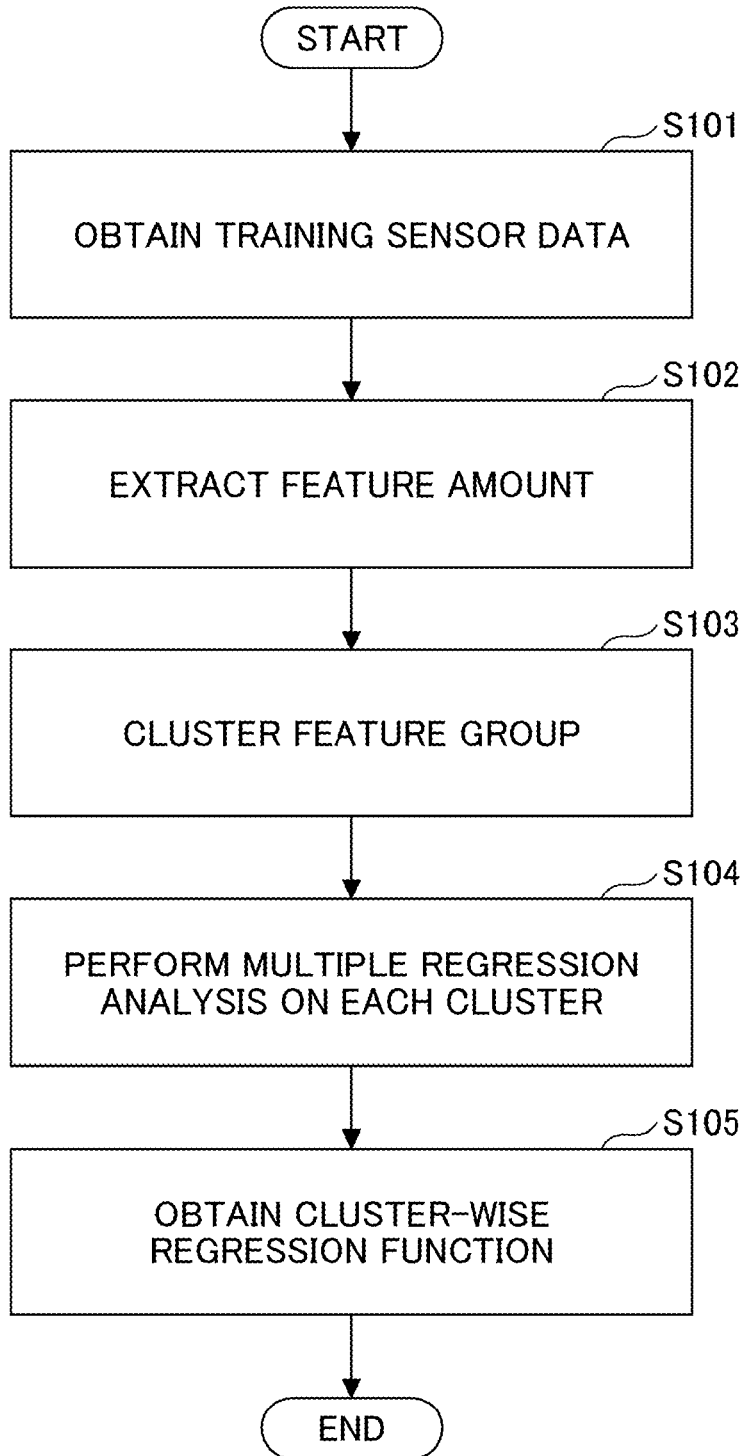 START
S101
OBTAIN TRAINING SENSOR DATA
S102
EXTRACT FEATURE AMOUNT
S103
CLUSTER FEATURE GROUP
S104
PERFORM MULTIPLE REGRESSION
ANALYSIS ON EACH CLUSTER
S105
OBTAIN CLUSTER-WISE
REGRESSION FUNCTION
END